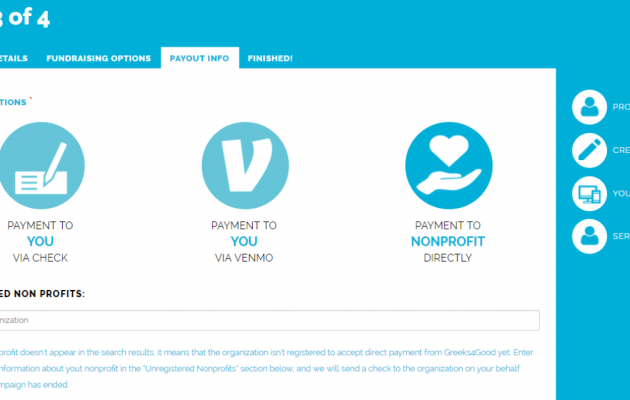 3 of 4
ETAILS FUNDRAISING OPTIONS PAYOUT INFO FINISHED!
TIONS *
PAYMENT TO
YOU
VIA CHECK
PAYMENT TO
YOU
VIA VENMO
PAYMENT TO
NONPROFIT
DIRECTLY
ED NON PROFITS:
nization
profit doesn't appear in the search results, it means that the organization isn't registered to accept direct payment from Greeks4Good yet. Enter
nformation about yout nonprofit in the "Unregistered Nonprofits" section below, and we will send a check to the organization on your behalf
mpaign has ended.
PRO
CRE
YOU
SER